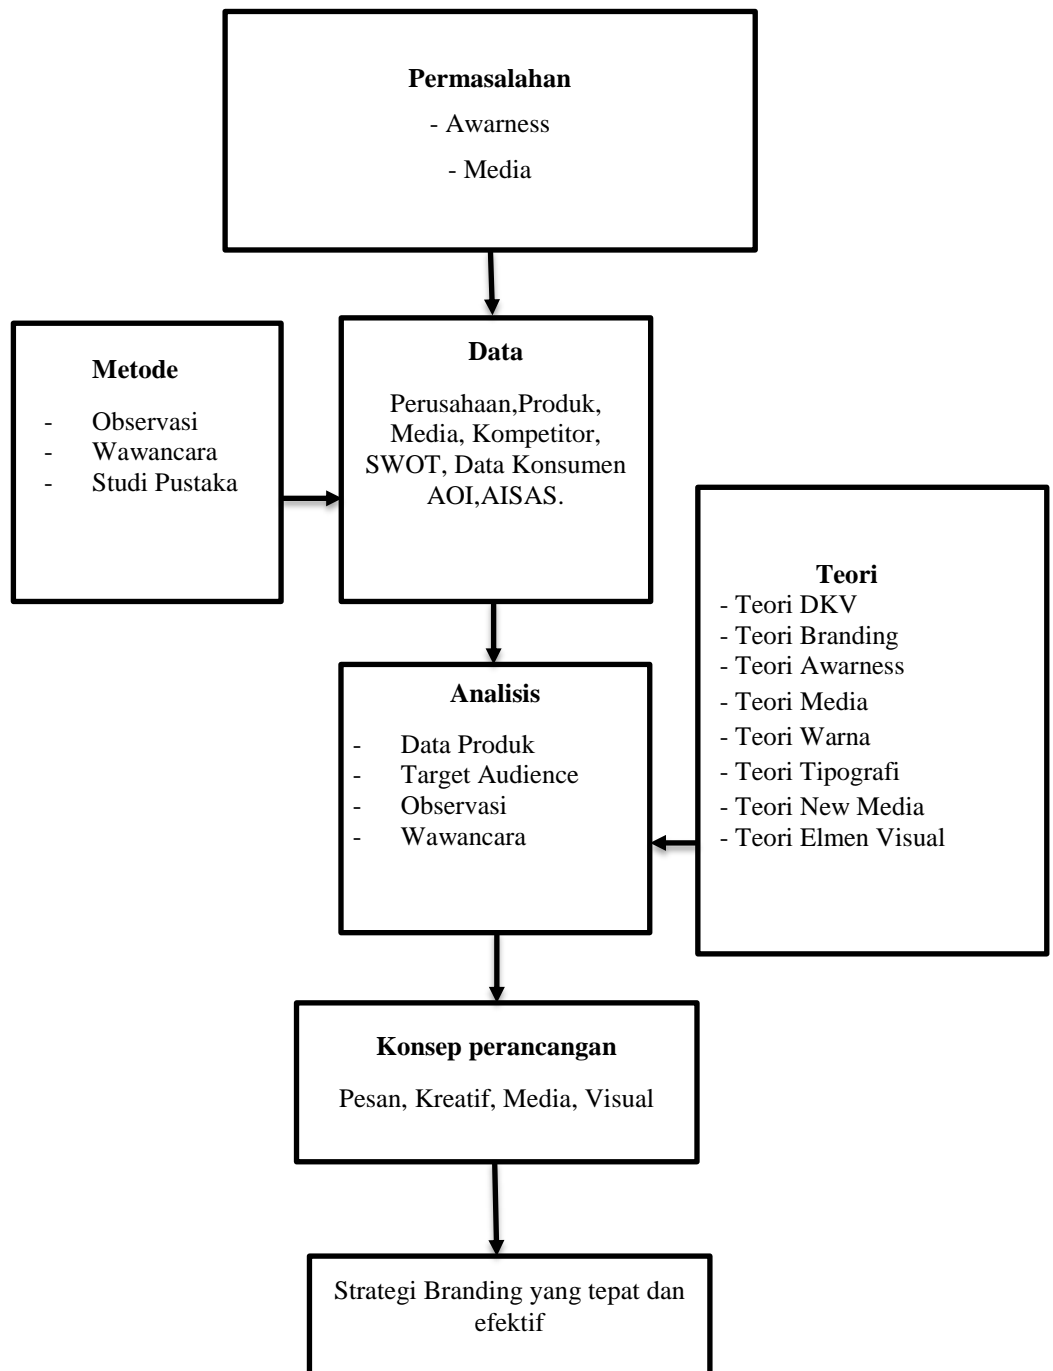 Permasalahan
- Awarness
- Media
Metode
- Observasi
- Wawancara
- Studi Pustaka
Data
Perusahaan,Produk,
Media, Kompetitor,
SWOT, Data Konsumen
AOI,AISAS.
Teori
- Teori DKV
- Teori Branding
- Teori Awarness
- Teori Media
- Teori Warna
- Teori Tipografi
- Teori New Media
- Teori Elmen Visual
Analisis
- Data Produk
- Target Audience
- Observasi
- Wawancara
Konsep perancangan
Pesan, Kreatif, Media, Visual
Strategi Branding yang tepat dan
efektif